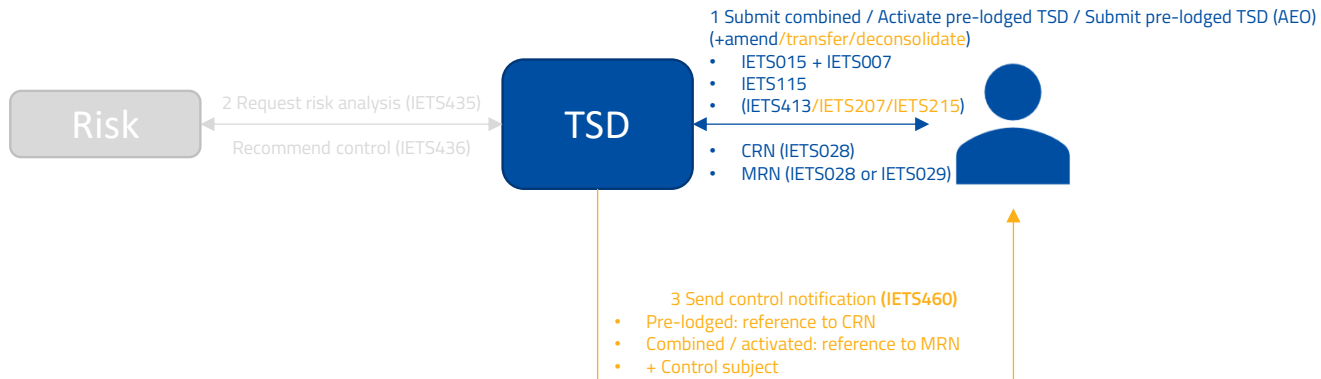 1 Submit combined / Activate pre-lodged TSD / Submit pre-lodged TSD (AEO)
(+amend/transfer/deconsolidate)
• IETS015 + IETS007
• IETS115
• (IETS413/IETS207/IETS215)
Risk
2 Request risk analysis (IETS435)
Recommend control (IETS436)
TSD
• CRN (IETS028)
• MRN (IETS028 or IETS029)
3 Send control notification (IETS460)
• Pre-lodged: reference to CRN
• Combined / activated: reference to MRN
• + Control subject